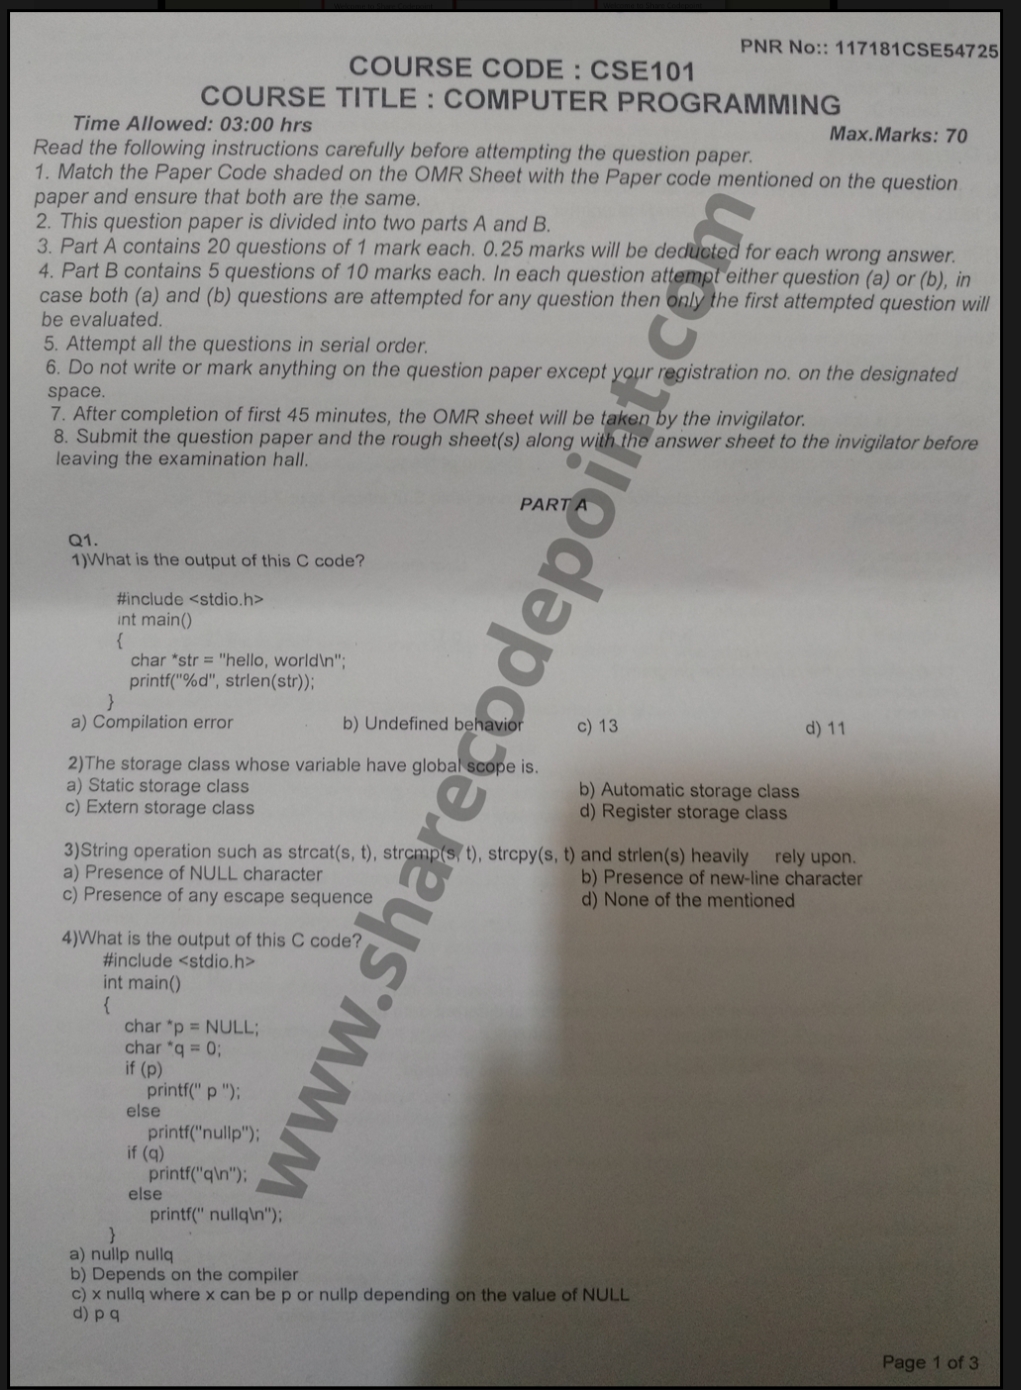 PNR No:: 117181CSE54725
COURSE CODE : CSE101
COURSE TITLE : COMPUTER PROGRAMMING
Time Allowed: 03:00 hrs
Max.Marks: 70
Read the following instructions carefully before attempting the question paper.
1. Match the Paper Code shaded on the OMR Sheet with the Paper code mentioned on the question
paper and ensure that both are the same.
2. This question paper is divided into two parts A and B.
3. Part A contains 20 questions of 1 mark each. 0.25 marks will be deducted for each wrong answer.
4. Part B contains 5 questions of 10 marks each. In each question attempt either question (a) or (b), in
case both (a) and (b) questions are attempted for any question then only the first attempted question will
be evaluated.
5. Attempt all the questions in serial order.
6. Do not write or mark anything on the question paper except your registration no. on the designated
space.
7. After completion of first 45 minutes, the OMR sheet will be taken by the invigilator.
8. Submit the question paper and the rough sheet(s) along with the answer sheet to the invigilator before
leaving the examination hall.
PART A
Q1.
1)What is the output of this C code?
#include <stdio.h>
int main()
{
char *str = "hello, world\n";
printf("%d", strlen(str));
}
a) Compilation error b) Undefined behavior c) 13 d) 11
2)The storage class whose variable have global scope is.
a) Static storage class b) Automatic storage class
c) Extern storage class d) Register storage class
3)String operation such as strcat(s, t), strcmp(s, t), strcpy(s, t) and strlen(s) heavily rely upon.
a) Presence of NULL character b) Presence of new-line character
c) Presence of any escape sequence d) None of the mentioned
4)What is the output of this C code?
#include <stdio.h>
int main()
{
char *p = NULL;
char *q = 0;
if (p)
printf(" p ");
else
printf("nullp");
if (q)
printf("q\n");
else
printf(" nullq\n");
}
a) nullp nullq
b) Depends on the compiler
c) x nullq where x can be p or nullp depending on the value of NULL
d) p q
Page 1 of 3
www.sharecodepoint.com